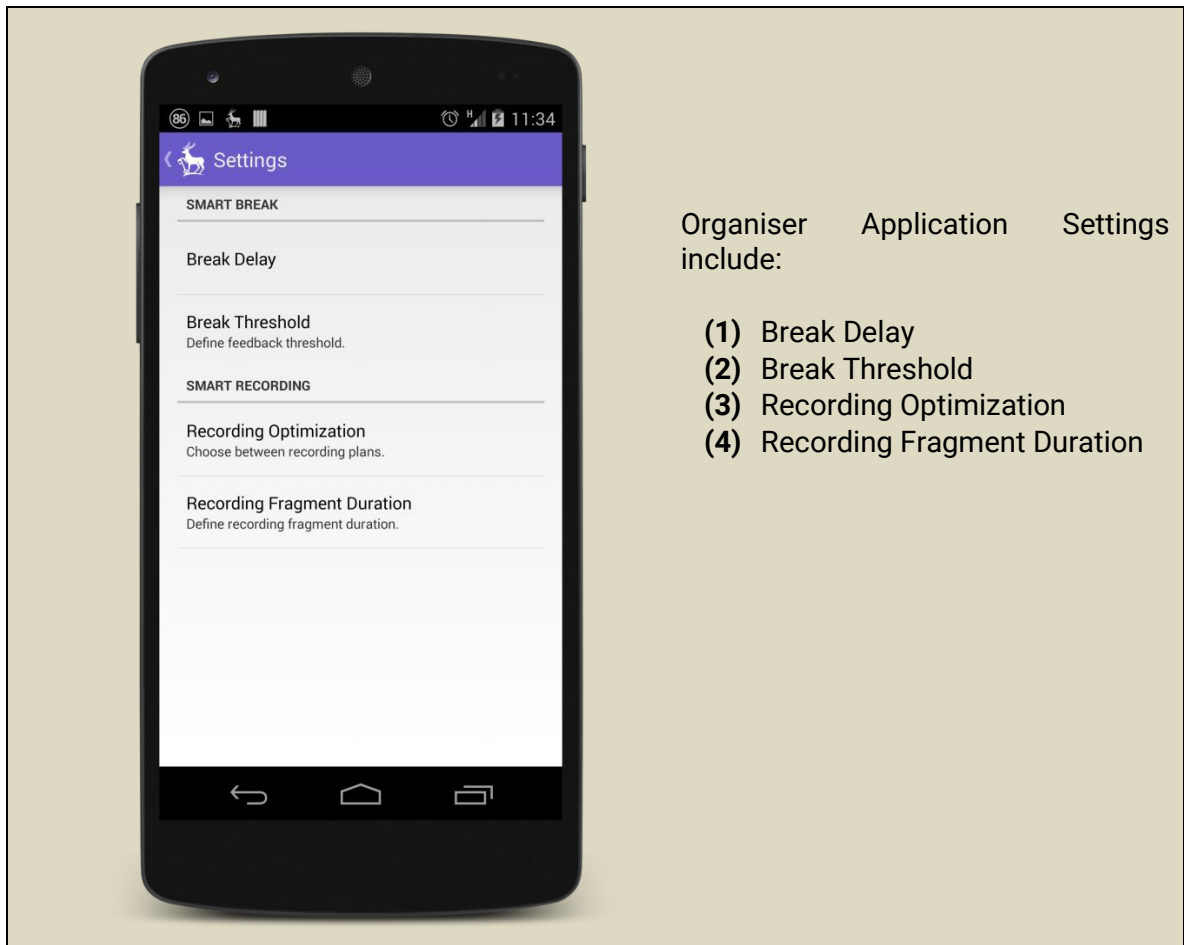 86
H
11:34
Settings
SMART BREAK
Break Delay
Break Threshold
Define feedback threshold.
SMART RECORDING
Recording Optimization
Choose between recording plans.
Recording Fragment Duration
Define recording fragment duration.
Organiser Application Settings
include:
(1) Break Delay
(2) Break Threshold
(3) Recording Optimization
(4) Recording Fragment Duration